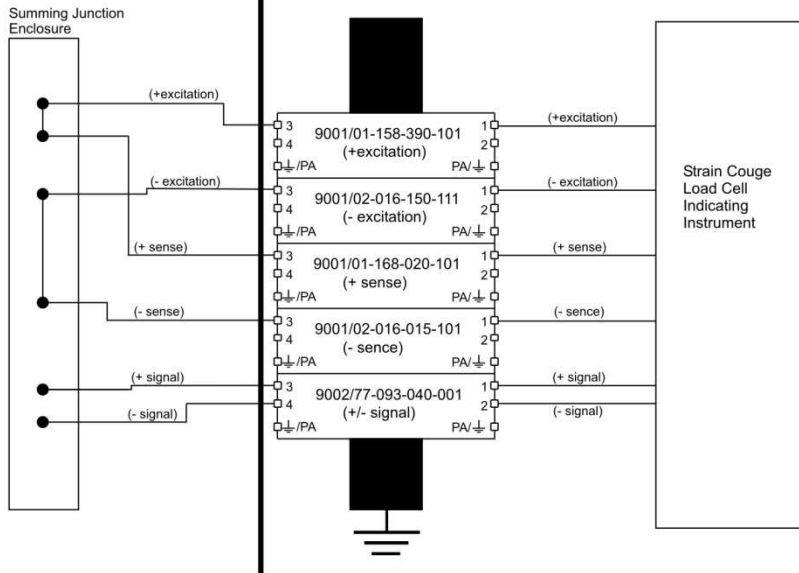 Summing Junction
Enclosure
(+excitation)
(- excitation)
(+ sense)
(- sense)
(+ signal)
(- signal)
3 9001/01-158-390-101 1
4 (+excitation) 2
⏚/PA PA/⏚
3 9001/02-016-150-111 1
4 (- excitation) 2
⏚/PA PA/⏚
3 9001/01-168-020-101 1
4 (+ sense) 2
⏚/PA PA/⏚
3 9001/02-016-015-101 1
4 (- sence) 2
⏚/PA PA/⏚
3 9002/77-093-040-001 1
4 (+/- signal) 2
⏚/PA PA/⏚
(+excitation)
(- excitation)
(+ sense)
(- sence)
(+ signal)
(- signal)
Strain Couge
Load Cell
Indicating
Instrument